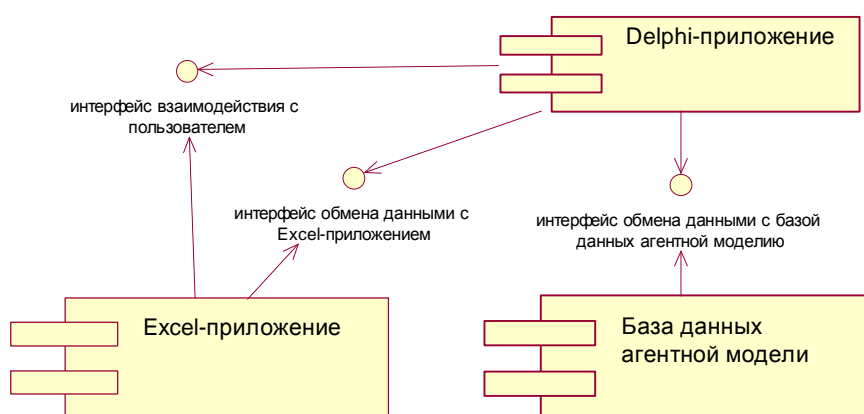 Delphi-приложение
интерфейс взаимодействия с
пользователем
интерфейс обмена данными с
Excel-приложением
интерфейс обмена данными с базой
данных агентной моделию
Excel-приложение
База данных
агентной модели